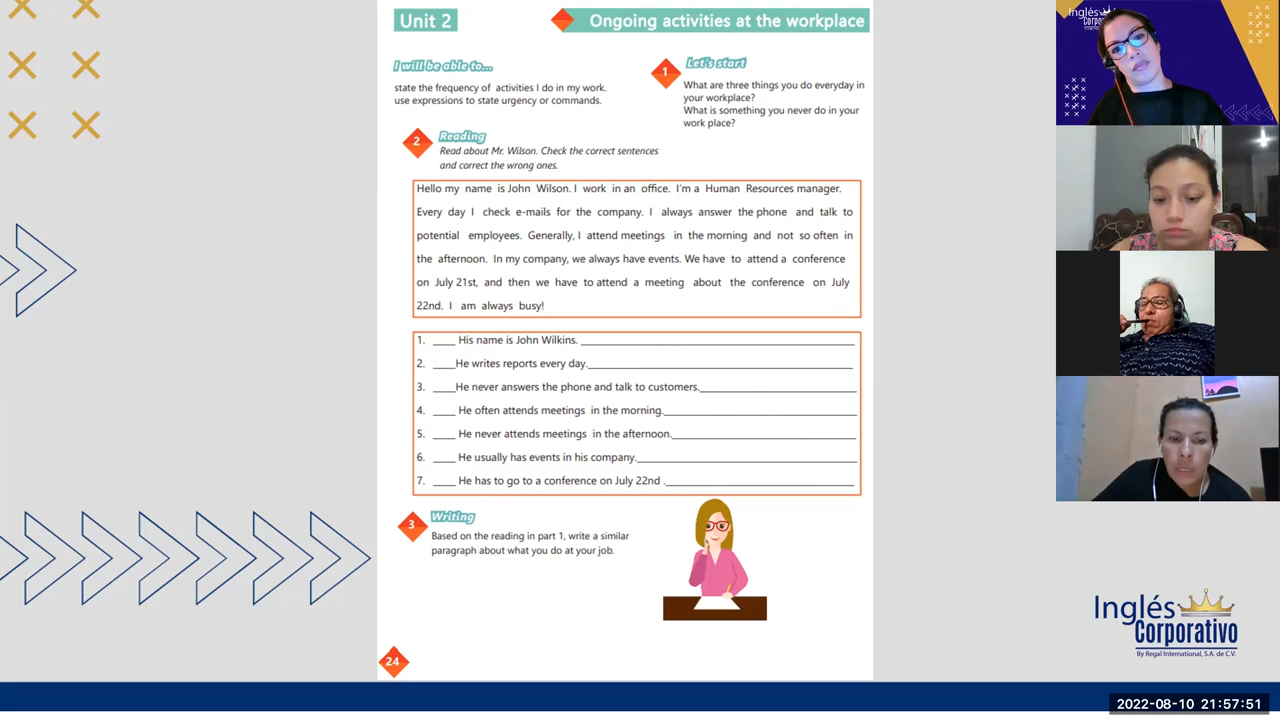 Unit 2
Ongoing activities at the workplace
I will be able to...
state the frequency of activities I do in my work.
use expressions to state urgency or commands.
1
Let's start
What are three things you do everyday in
your workplace?
What is something you never do in your
work place?
2
Reading
Read about Mr. Wilson. Check the correct sentences
and correct the wrong ones.
Hello my name is John Wilson. I work in an office. I'm a Human Resources manager.
Every day I check e-mails for the company. I always answer the phone and talk to
potential employees. Generally, I attend meetings in the morning and not so often in
the afternoon. In my company, we always have events. We have to attend a conference
on July 21st, and then we have to attend a meeting about the conference on July
22nd. I am always busy!
1. ____ His name is John Wilkins. ____
2. ____He writes reports every day.____
3. ____He never answers the phone and talk to customers.____
4. ____ He often attends meetings in the morning.____
5. ____ He never attends meetings in the afternoon.____
6. ____ He usually has events in his company.____
7. ____ He has to go to a conference on July 22nd .____
3
Writing
Based on the reading in part 1, write a similar
paragraph about what you do at your job.
24
Inglés
Inglés
Corporativo
By Regal International, S.A. de C.V.
2022-08-10 21:57:51